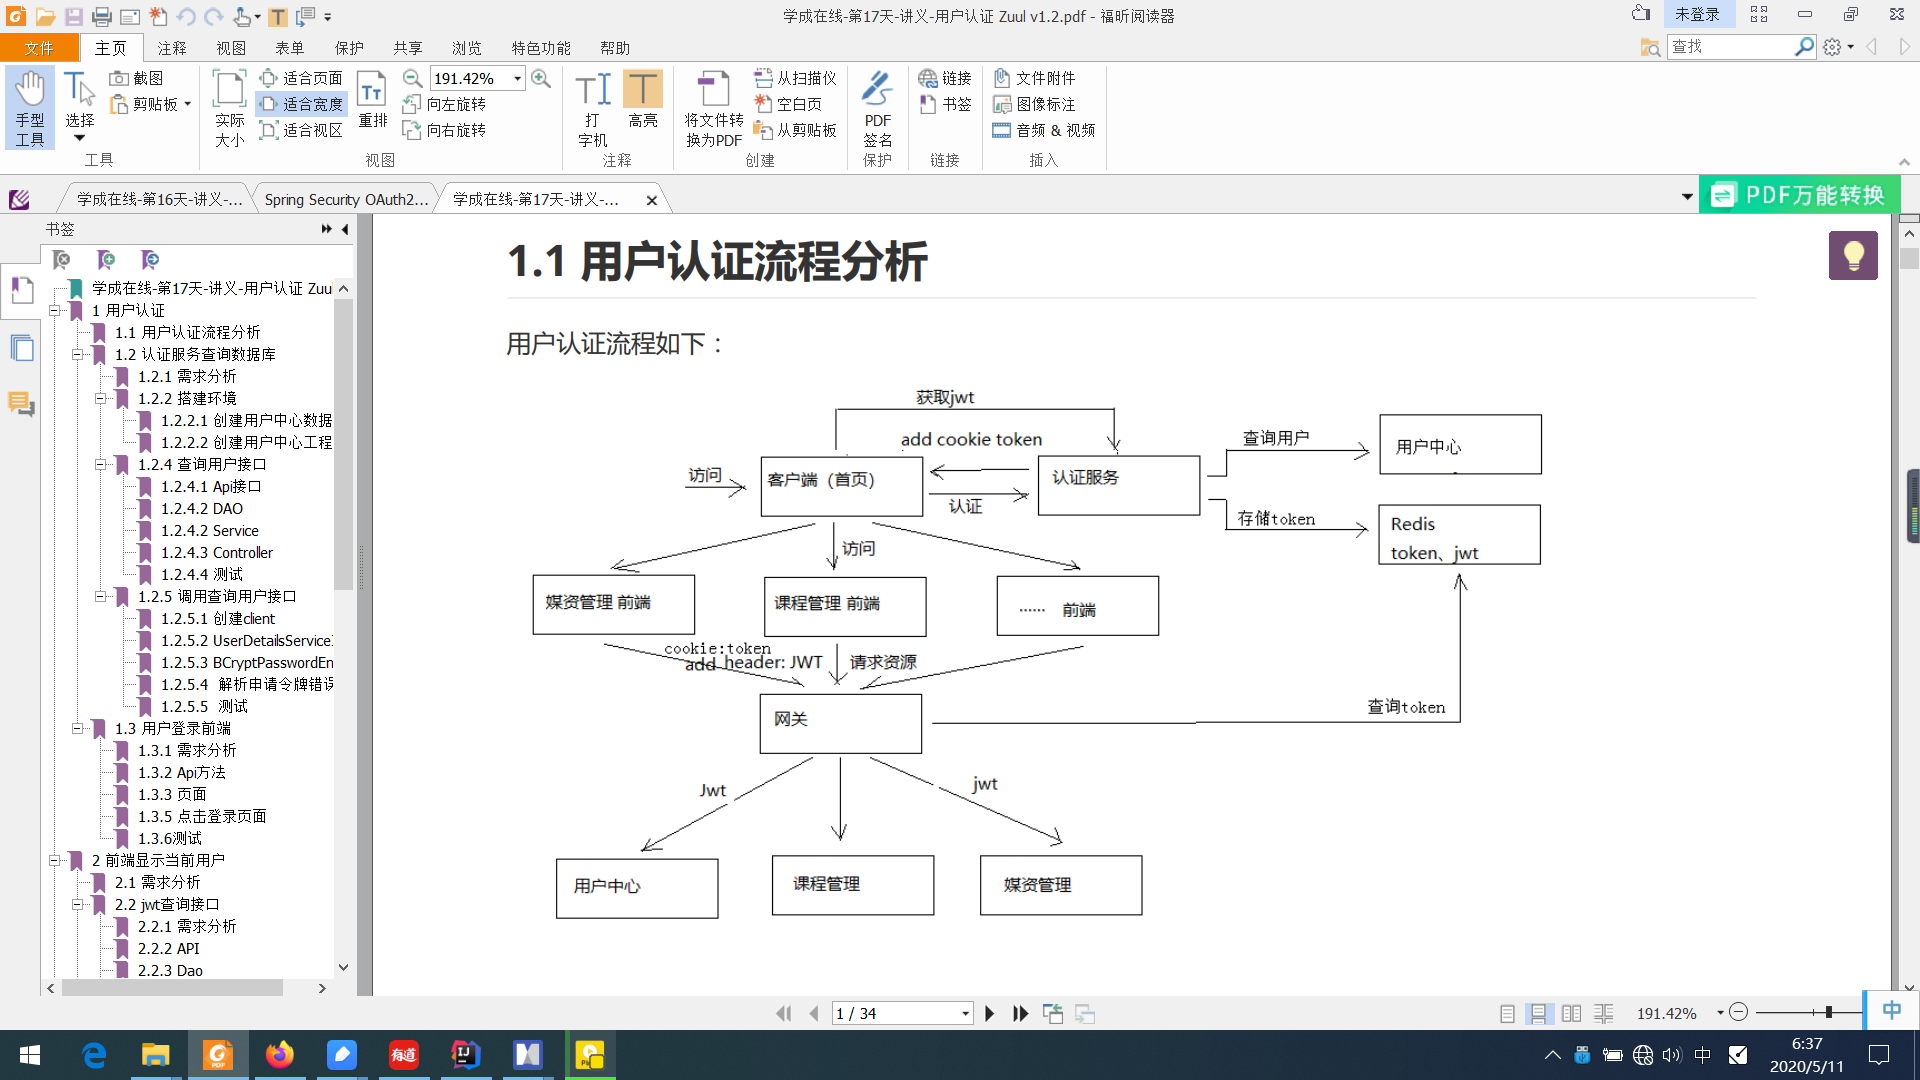 学成在线-第17天-讲义-用户认证 Zuul v1.2.pdf - 福昕阅读器
未登录
文件 主页 注释 视图 表单 保护 共享 浏览 特色功能 帮助
查找
手型工具
选择
截图
剪贴板
工具
实际大小
适合页面
适合宽度
适合视区
重排
191.42%
向左旋转
向右旋转
视图
打字机
高亮
注释
将文件转换为PDF
从扫描仪
空白页
从剪贴板
创建
PDF签名
保护
链接
书签
链接
文件附件
图像标注
音频 & 视频
插入
学成在线-第16天-讲义-...
Spring Security OAuth2...
学成在线-第17天-讲义-...
PDF万能转换
书签
学成在线-第17天-讲义-用户认证 Zuul
1 用户认证
1.1 用户认证流程分析
1.2 认证服务查询数据库
1.2.1 需求分析
1.2.2 搭建环境
1.2.2.1 创建用户中心数据
1.2.2.2 创建用户中心工程
1.2.4 查询用户接口
1.2.4.1 Api接口
1.2.4.2 DAO
1.2.4.2 Service
1.2.4.3 Controller
1.2.4.4 测试
1.2.5 调用查询用户接口
1.2.5.1 创建client
1.2.5.2 UserDetailsService
1.2.5.3 BCryptPasswordEn
1.2.5.4 解析申请令牌错误
1.2.5.5 测试
1.3 用户登录前端
1.3.1 需求分析
1.3.2 Api方法
1.3.3 页面
1.3.5 点击登录页面
1.3.6测试
2 前端显示当前用户
2.1 需求分析
2.2 jwt查询接口
2.2.1 需求分析
2.2.2 API
2.2.3 Dao
1.1 用户认证流程分析
用户认证流程如下：
获取jwt
add cookie token
访问
客户端（首页）
认证
认证服务
查询用户
用户中心
存储token
Redis
token、jwt
访问
媒资管理 前端
课程管理 前端
······ 前端
cookie:token
add header: JWT
请求资源
网关
查询token
Jwt
jwt
用户中心
课程管理
媒资管理
1 / 34
191.42%
中
中
6:37
2020/5/11